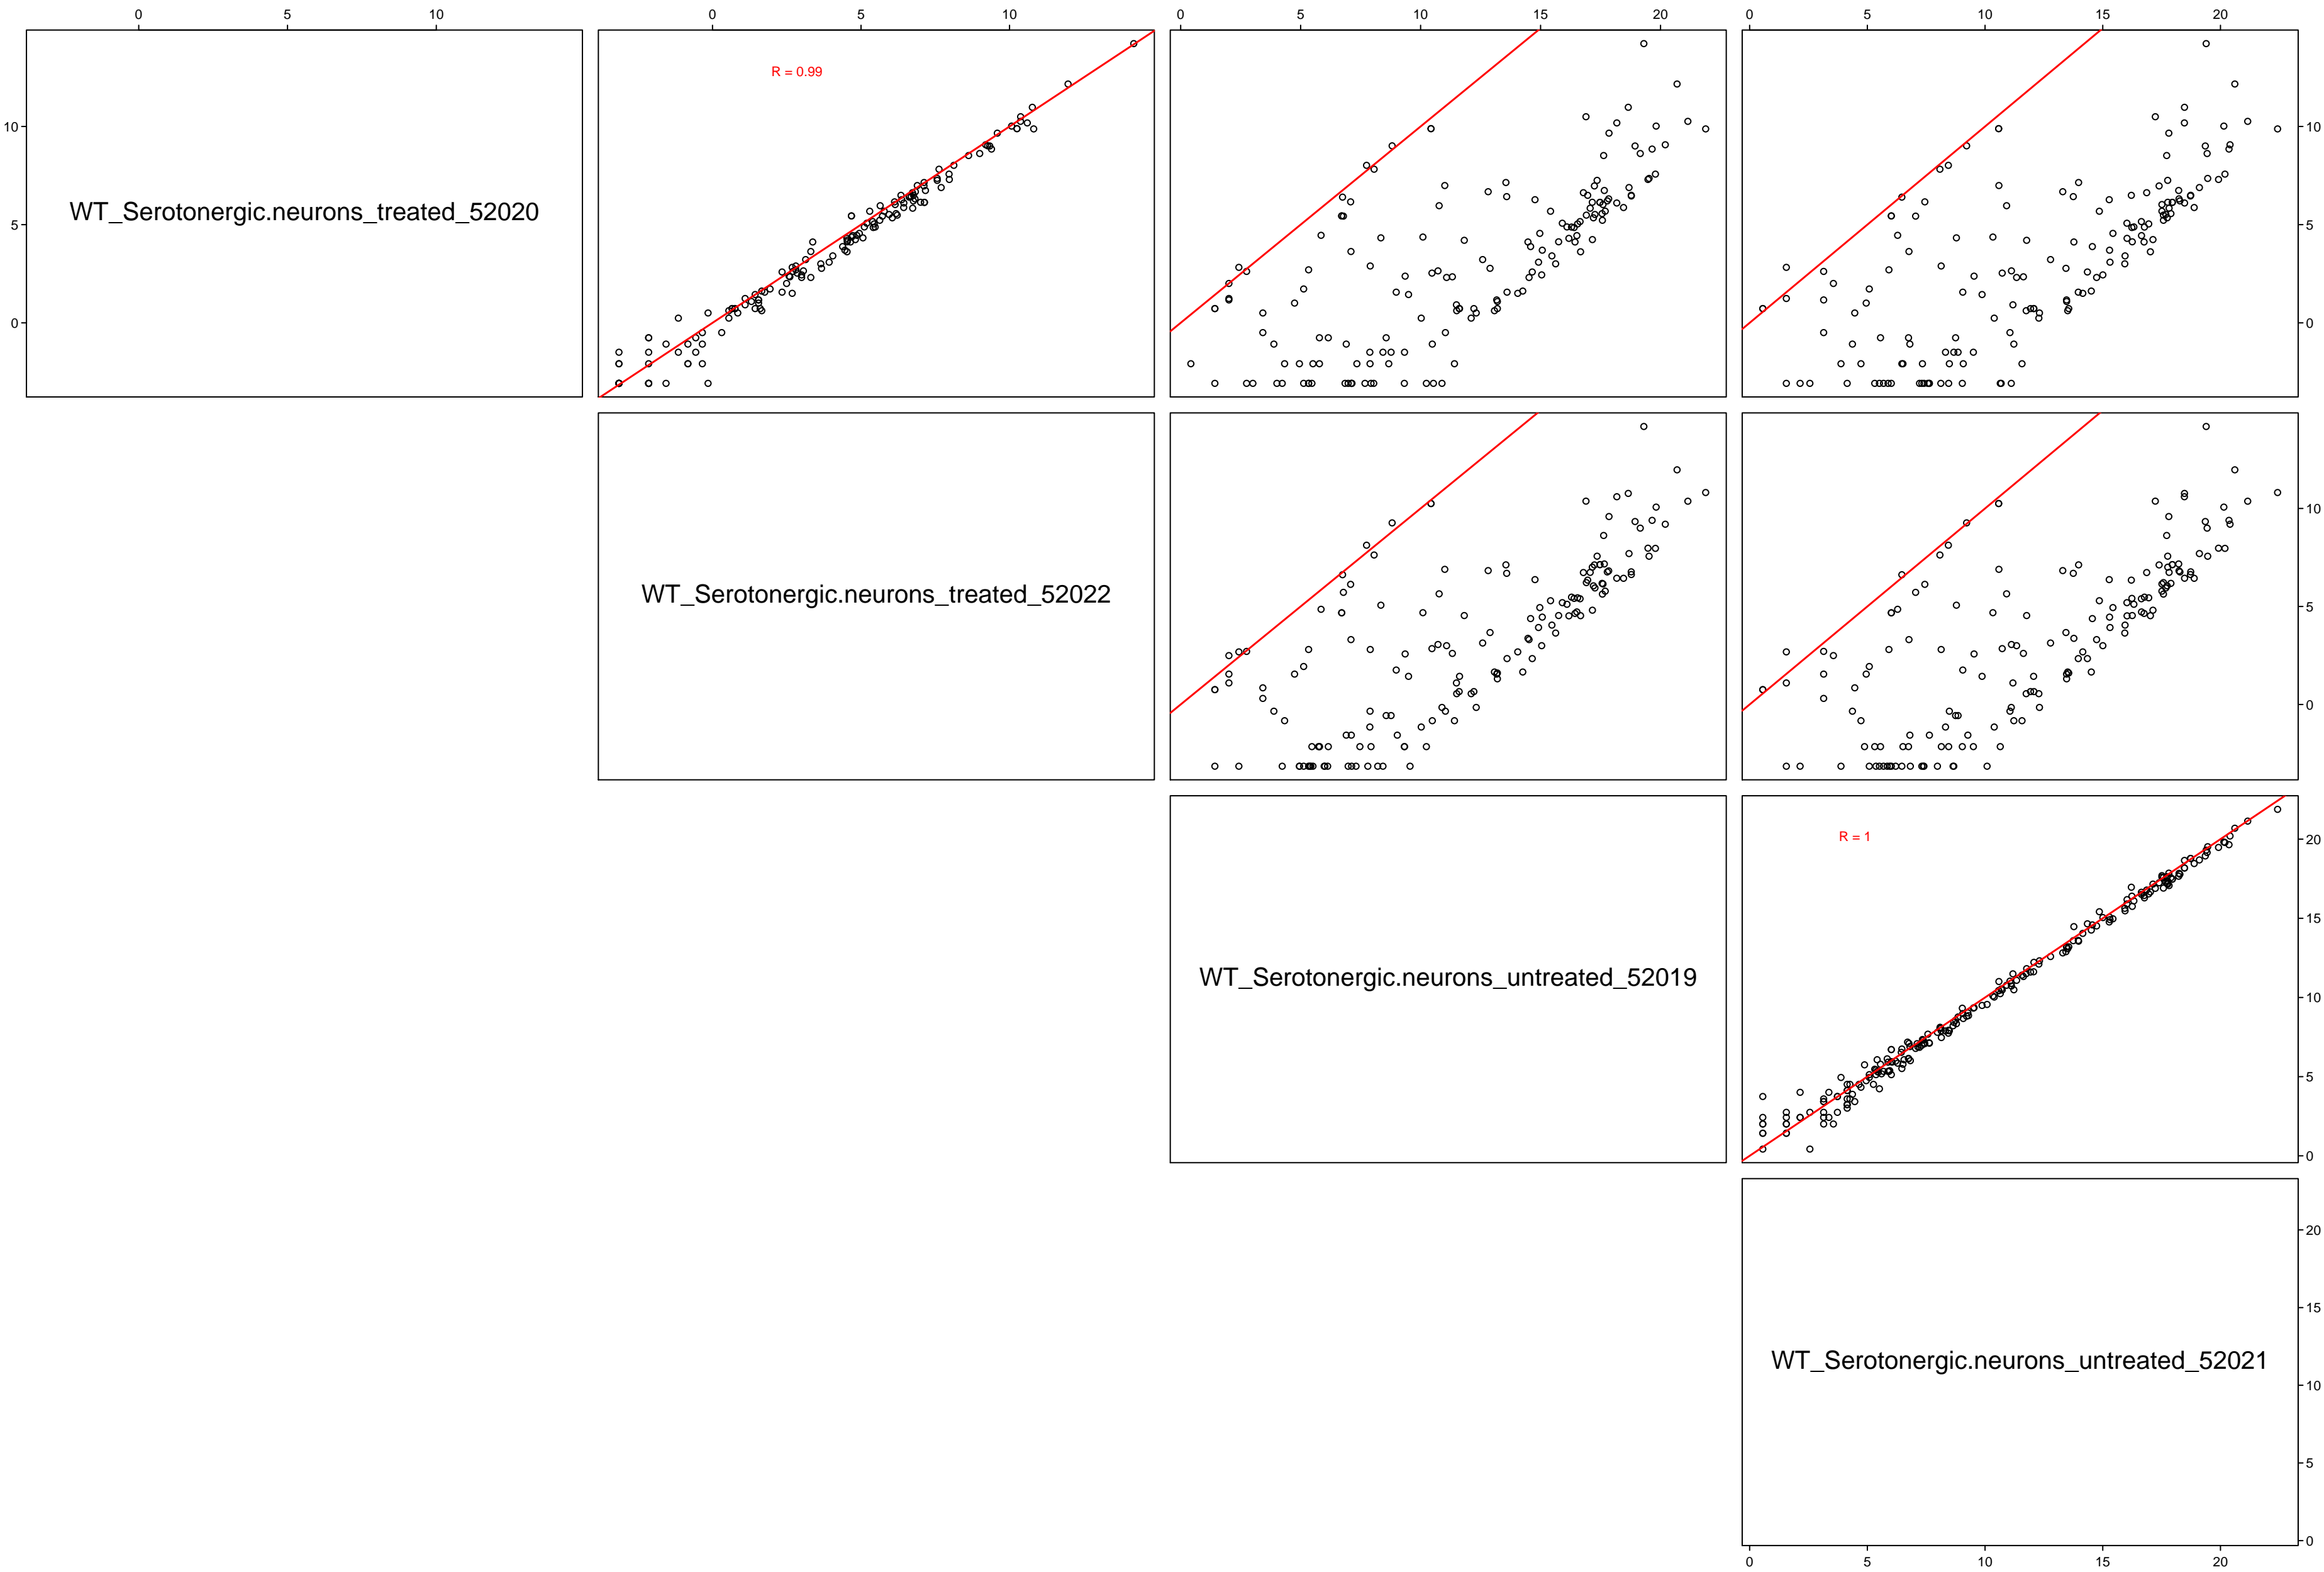 0 5 10 0 5 10 0 5 10 15 20 0 5 10 15 20
R = 0.99
10
5
0
WT_Serotonergic.neurons_treated_52020
10
5
0
WT_Serotonergic.neurons_treated_52022
10
5
0
R = 1
WT_Serotonergic.neurons_untreated_52019
20
15
10
5
0
WT_Serotonergic.neurons_untreated_52021
20
15
10
5
0
0 5 10 15 20